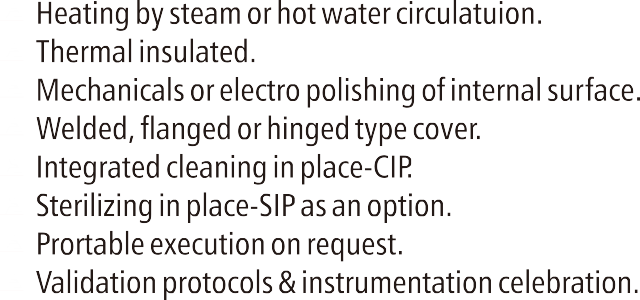 Heating by steam or hot water circulatuion.
Thermal insulated.
Mechanicals or electro polishing of internal surface.
Welded, flanged or hinged type cover.
Integrated cleaning in place-CIP.
Sterilizing in place-SIP as an option.
Prortable execution on request.
Validation protocols & instrumentation celebration.